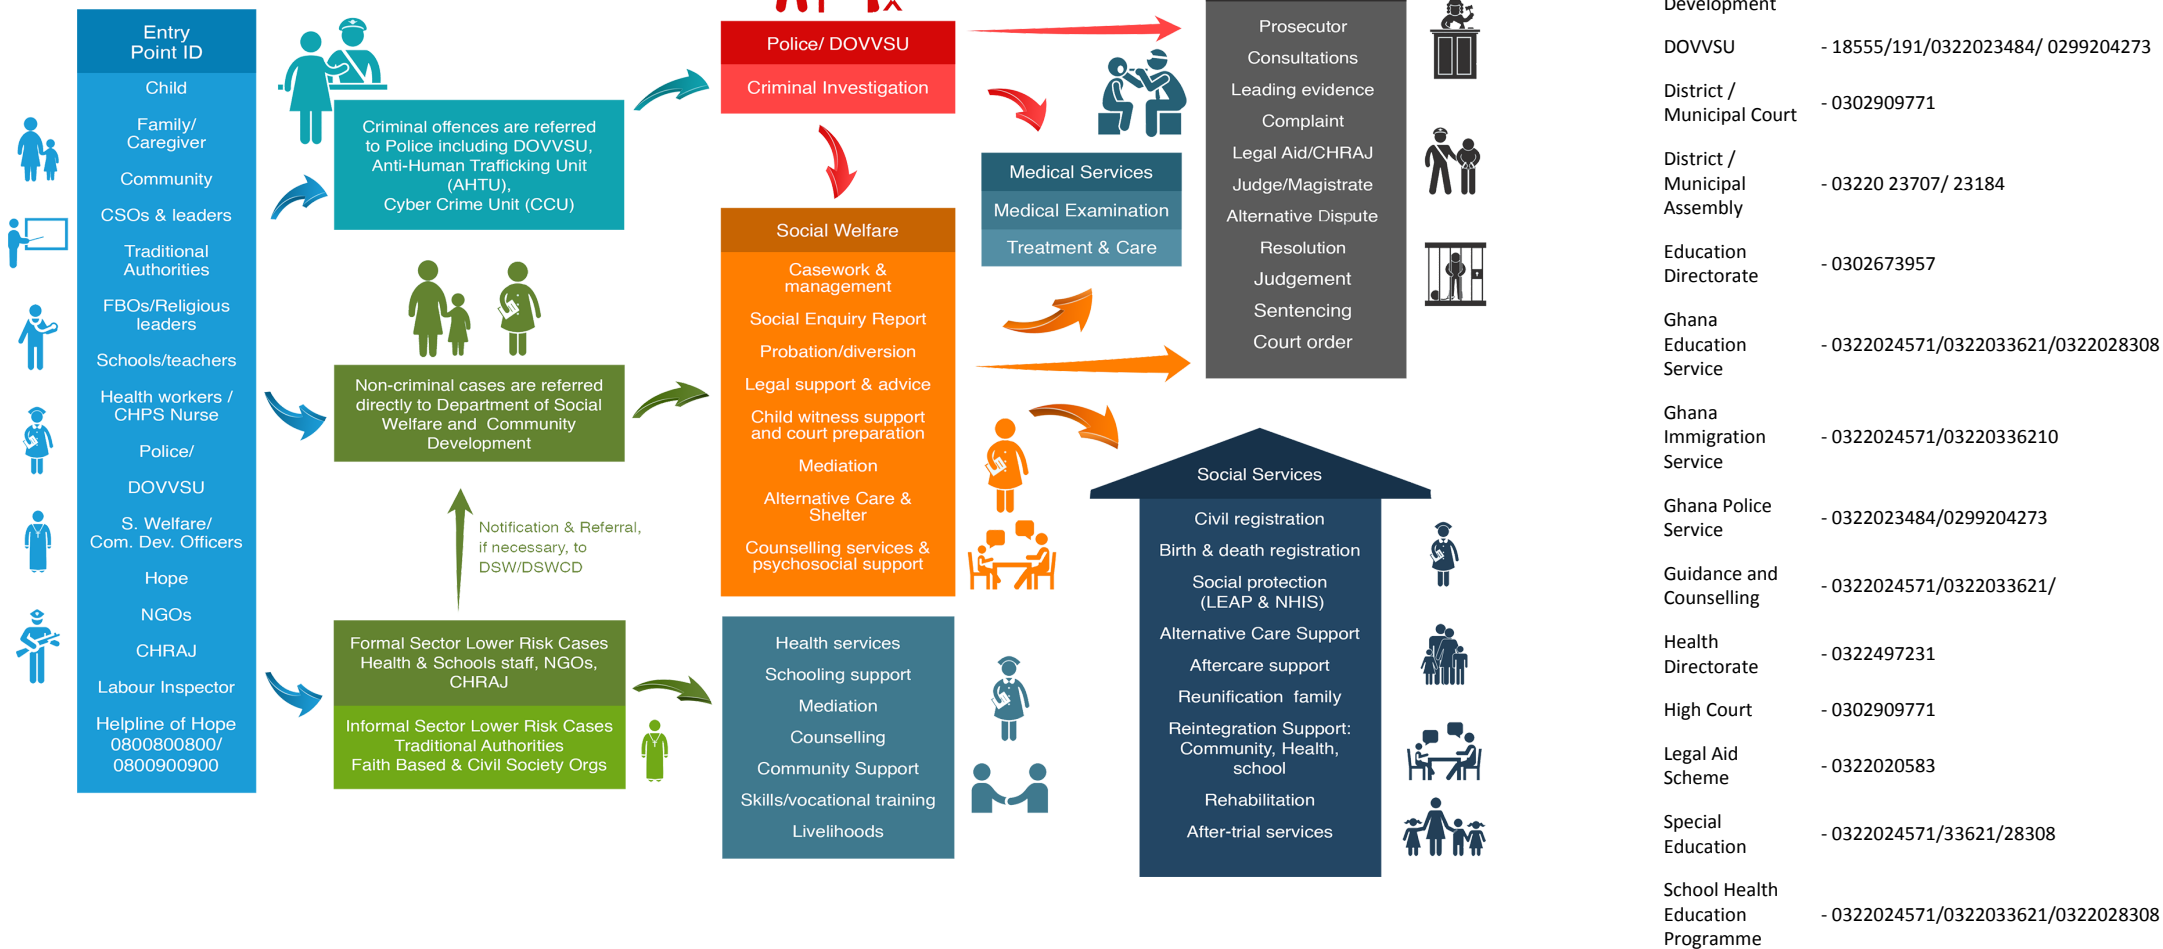 Entry
Point ID
Child
Family/
Caregiver
Community
CSOs & leaders
Traditional
Authorities
FBOs/Religious
leaders
Schools/teachers
Health workers /
CHPS Nurse
Police/
DOVVSU
S. Welfare/
Com. Dev. Officers
Hope
NGOs
CHRAJ
Labour Inspector
Helpline of Hope
0800800800/
0800900900
Criminal offences are referred
to Police including DOVVSU,
Anti-Human Trafficking Unit
(AHTU),
Cyber Crime Unit (CCU)
Non-criminal cases are referred
directly to Department of Social
Welfare and Community
Development
Notification & Referral,
if necessary, to
DSW/DSWCD
Formal Sector Lower Risk Cases
Health & Schools staff, NGOs,
CHRAJ
Informal Sector Lower Risk Cases
Traditional Authorities
Faith Based & Civil Society Orgs
Police/ DOVVSU
Criminal Investigation
Social Welfare
Casework &
management
Social Enquiry Report
Probation/diversion
Legal support & advice
Child witness support
and court preparation
Mediation
Alternative Care &
Shelter
Counselling services &
psychosocial support
Health services
Schooling support
Mediation
Counselling
Community Support
Skills/vocational training
Livelihoods
Medical Services
Medical Examination
Treatment & Care
Prosecutor
Consultations
Leading evidence
Complaint
Legal Aid/CHRAJ
Judge/Magistrate
Alternative Dispute
Resolution
Judgement
Sentencing
Court order
Social Services
Civil registration
Birth & death registration
Social protection
(LEAP & NHIS)
Alternative Care Support
Aftercare support
Reunification family
Reintegration Support:
Community, Health,
school
Rehabilitation
After-trial services
Development
DOVVSU - 18555/191/0322023484/ 0299204273
District /
Municipal Court - 0302909771
District /
Municipal - 03220 23707/ 23184
Assembly
Education
Directorate - 0302673957
Ghana
Education - 0322024571/0322033621/0322028308
Service
Ghana
Immigration - 0322024571/03220336210
Service
Ghana Police
Service - 0322023484/0299204273
Guidance and
Counselling - 0322024571/0322033621/
Health
Directorate - 0322497231
High Court - 0302909771
Legal Aid
Scheme - 0322020583
Special
Education - 0322024571/33621/28308
School Health
Education - 0322024571/0322033621/0322028308
Programme